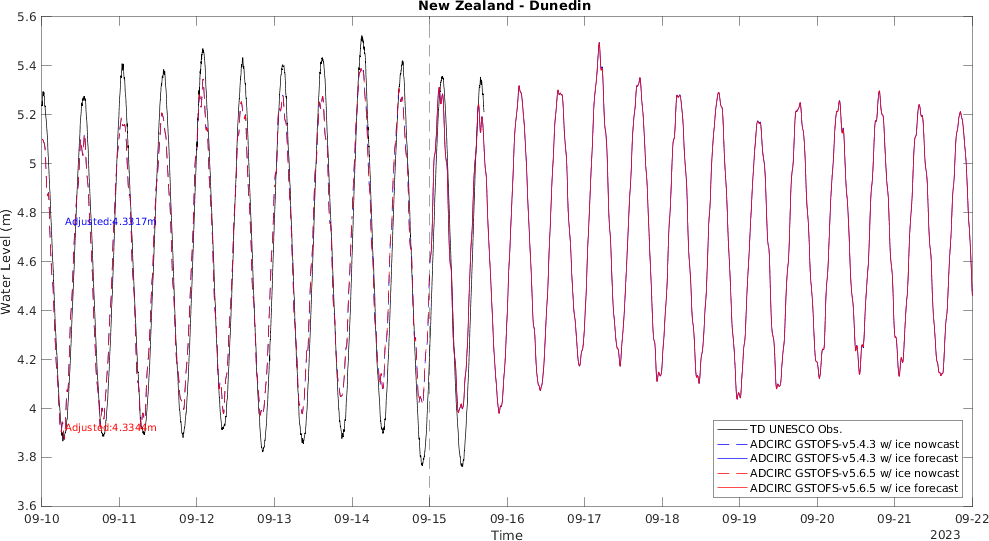 New Zealand - Dunedin
5.6
5.4
5.2
5
4.8
4.6
4.4
4.2
4
3.8
3.6
Water Level (m)
Adjusted:4.3317m
Adjusted:4.3344m
TD UNESCO Obs.
ADCIRC GSTOFS-v5.4.3 w/ ice nowcast
ADCIRC GSTOFS-v5.4.3 w/ ice forecast
ADCIRC GSTOFS-v5.6.5 w/ ice nowcast
ADCIRC GSTOFS-v5.6.5 w/ ice forecast
09-10 09-11 09-12 09-13 09-14 09-15 09-16 09-17 09-18 09-19 09-20 09-21 09-22
Time
2023